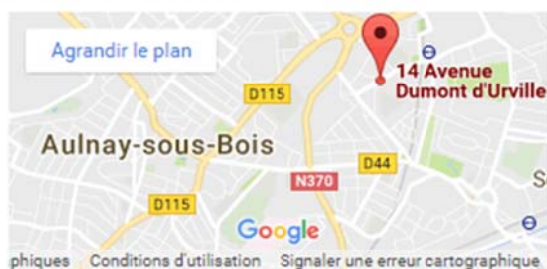 Agrandir le plan
14 Avenue
Dumont d'Urville
D115
Aulnay-sous-Bois
D44
N370
S
D115
Google
phiques Conditions d'utilisation Signaler une erreur cartographique